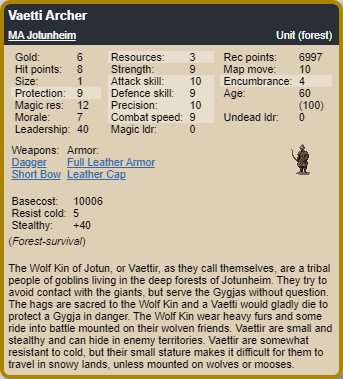 Vaetti Archer
MA Jotunheim Unit (forest)
Gold: 6 Resources: 3 Rec points: 6997
Hit points: 8 Strength: 9 Map move: 10
Size: 1 Attack skill: 10 Encumbrance: 4
Protection: 9 Defence skill: 9 Age: 60
Magic res: 12 Precision: 10 (100)
Morale: 7 Combat speed: 9 Undead ldr: 0
Leadership: 40 Magic ldr: 0
Weapons: Armor:
Dagger Full Leather Armor
Short Bow Leather Cap
Basecost: 10006
Resist cold: 5
Stealthy: +40
(Forest-survival)
The Wolf Kin of Jotun, or Vaettir, as they call themselves, are a tribal
people of goblins living in the deep forests of Jotunheim. They try to
avoid contact with the giants, but serve the Gygjas without question.
The hags are sacred to the Wolf Kin and a Vaetti would gladly die to
protect a Gygja in danger. The Wolf Kin wear heavy furs and some
ride into battle mounted on their wolven friends. Vaettir are small and
stealthy and can hide in enemy territories. Vaettir are somewhat
resistant to cold, but their small stature makes it difficult for them to
travel in snowy lands, unless mounted on wolves or mooses.